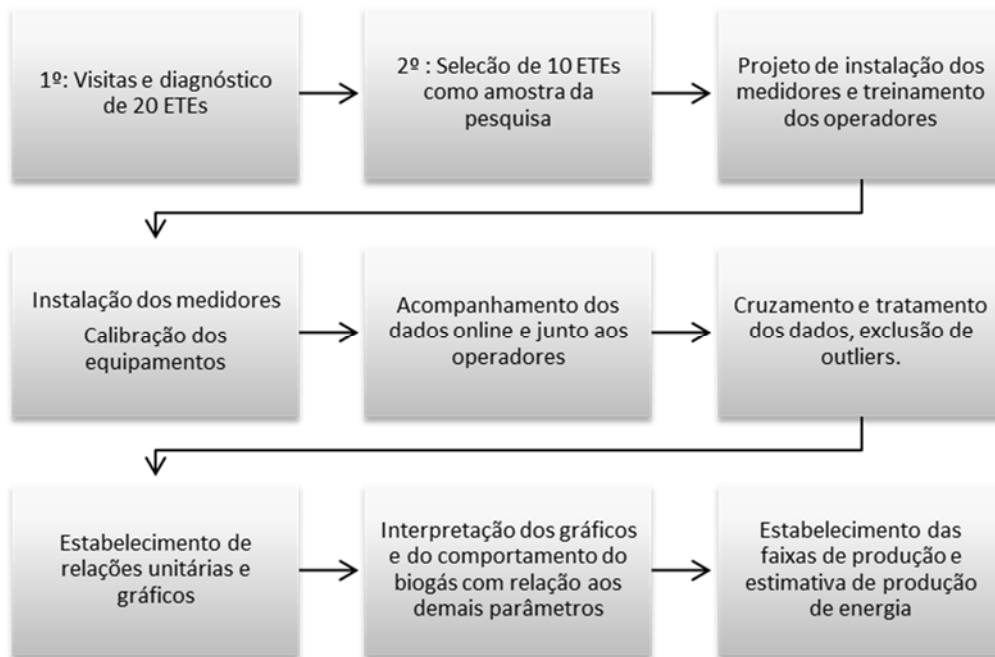 1º: Visitas e diagnóstico
de 20 ETEs
2º : Selecão de 10 ETEs
como amostra da
pesquisa
Projeto de instalação dos
medidores e treinamento
dos operadores
Instalação dos medidores
Calibração dos
equipamentos
Acompanhamento dos
dados online e junto aos
operadores
Cruzamento e tratamento
dos dados, exclusão de
outliers.
Estabelecimento de
relações unitárias e
gráficos
Interpretação dos gráficos
e do comportamento do
biogás com relação aos
demais parâmetros
Estabelecimento das
faixas de produção e
estimativa de produção
de energia